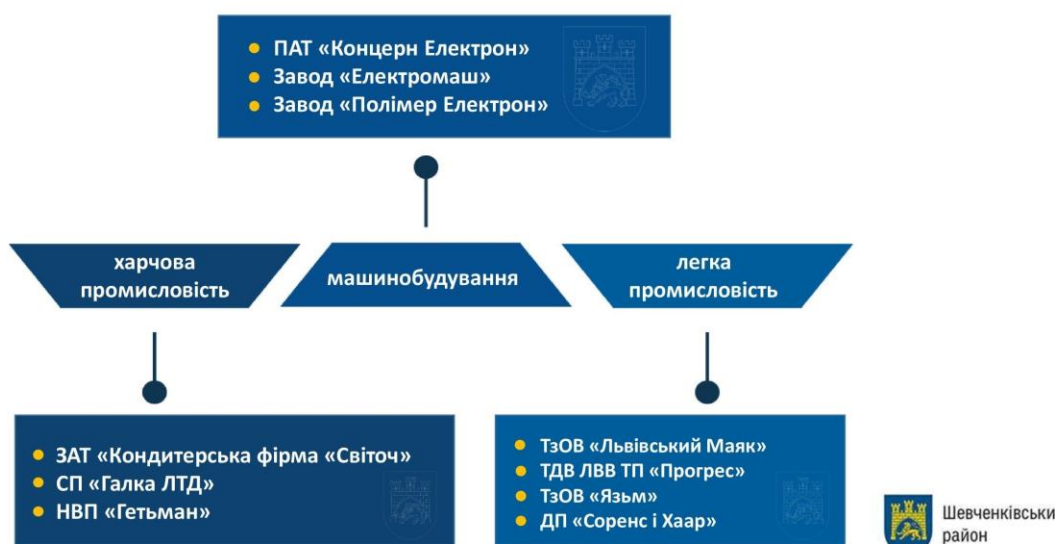 ПАТ «Концерн Електрон»
Завод «Електромаш»
Завод «Полімер Електрон»
харчова
промисловість
машинобудування
легка
промисловість
ЗАТ «Кондитерська фірма «Світоч»
СП «Галка ЛТД»
НВП «Гетьман»
ТзОВ «Львівський Маяк»
ТДВ ЛВВ ТП «Прогрес»
ТзОВ «Язьм»
ДП «Соренс і Хаар»
Шевченківськи
район